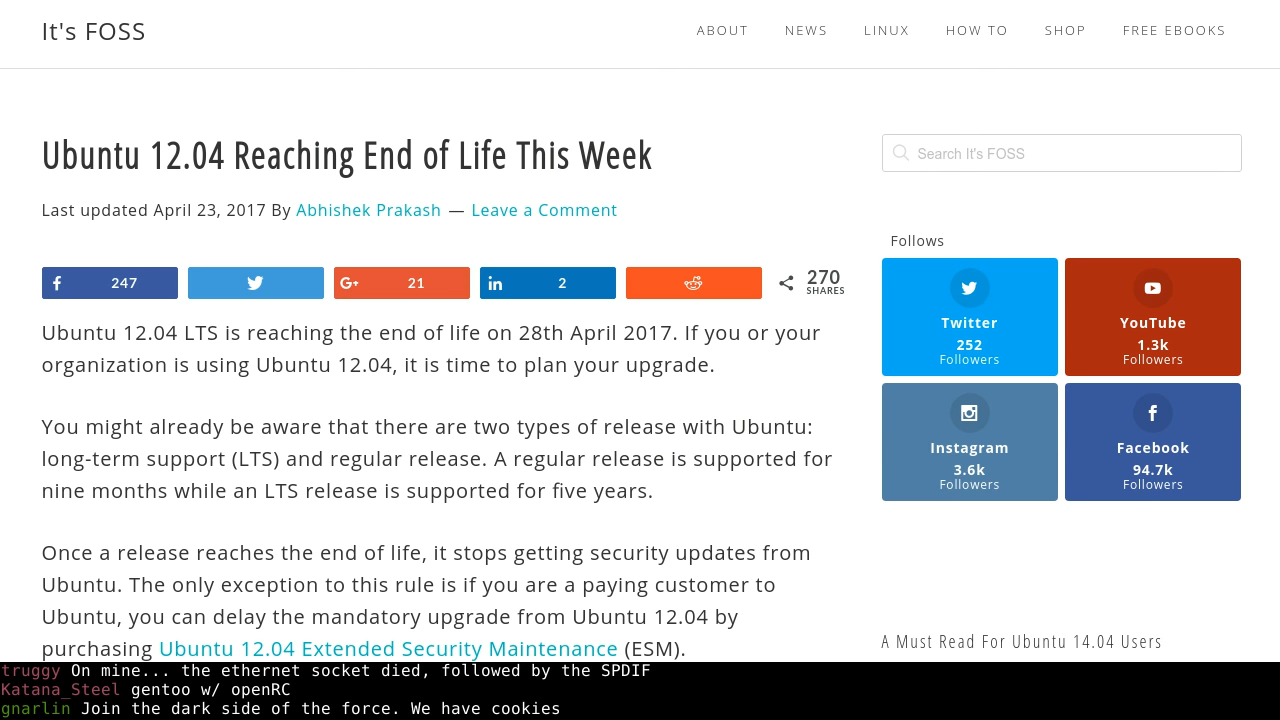 It's FOSS
ABOUT NEWS LINUX HOW TO SHOP FREE EBOOKS
Ubuntu 12.04 Reaching End of Life This Week
Last updated April 23, 2017 By Abhishek Prakash — Leave a Comment
247
21
2
270
SHARES
Ubuntu 12.04 LTS is reaching the end of life on 28th April 2017. If you or your
organization is using Ubuntu 12.04, it is time to plan your upgrade.
You might already be aware that there are two types of release with Ubuntu:
long-term support (LTS) and regular release. A regular release is supported for
nine months while an LTS release is supported for five years.
Once a release reaches the end of life, it stops getting security updates from
Ubuntu. The only exception to this rule is if you are a paying customer to
Ubuntu, you can delay the mandatory upgrade from Ubuntu 12.04 by
purchasing Ubuntu 12.04 Extended Security Maintenance (ESM).
Search It's FOSS
Follows
Twitter
252
Followers
YouTube
1.3k
Followers
Instagram
3.6k
Followers
Facebook
94.7k
Followers
A Must Read For Ubuntu 14.04 Users
truggy On mine... the ethernet socket died, followed by the SPDIF
Katana_Steel gentoo w/ openRC
gnarlin Join the dark side of the force. We have cookies